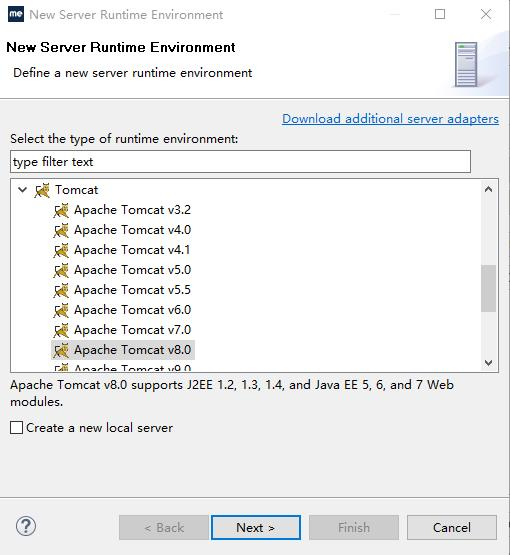 me New Server Runtime Environment
New Server Runtime Environment
Define a new server runtime environment
Download additional server adapters
Select the type of runtime environment:
type filter text
Tomcat
Apache Tomcat v3.2
Apache Tomcat v4.0
Apache Tomcat v4.1
Apache Tomcat v5.0
Apache Tomcat v5.5
Apache Tomcat v6.0
Apache Tomcat v7.0
Apache Tomcat v8.0
Apache Tomcat v9.0
Apache Tomcat v8.0 supports J2EE 1.2, 1.3, 1.4, and Java EE 5, 6, and 7 Web
modules.
Create a new local server
? < Back Next > Finish Cancel